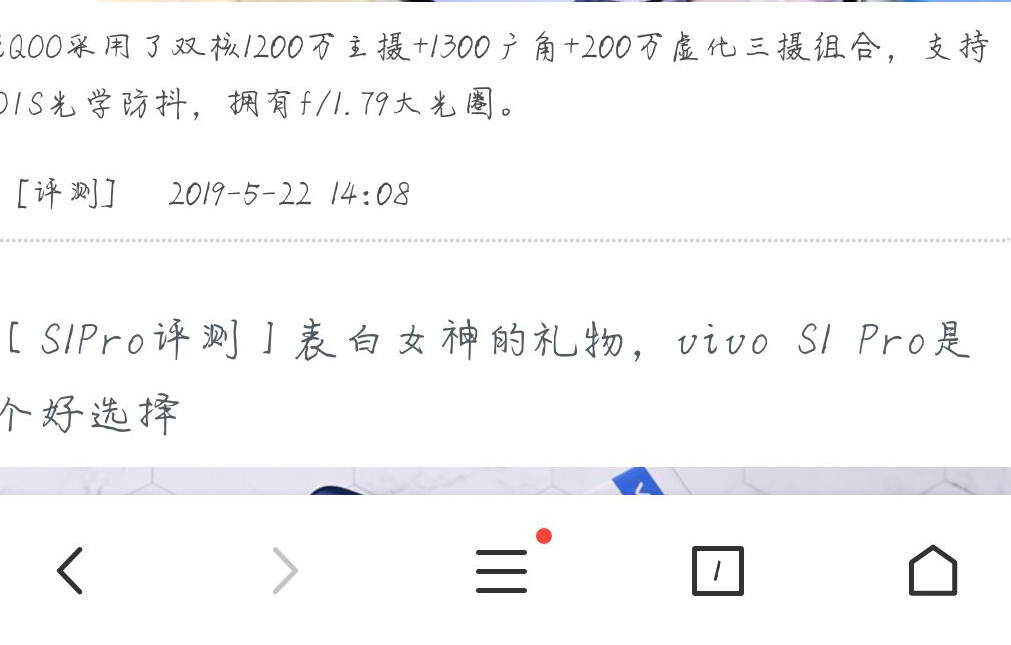 QOO采用了双核1200万主摄+1300广角+200万虚化三摄组合，支持
OIS光学防抖，拥有f/1.79大光圈。
[评测] 2019-5-22 14:08
[S1Pro评测]表白女神的礼物，vivo S1 Pro是
个好选择
1